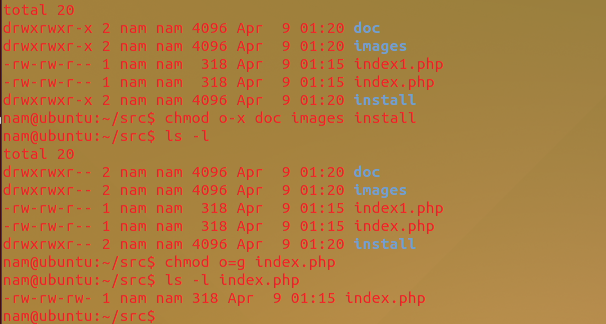 total 20
drwxrwxr-x 2 nam nam 4096 Apr  9 01:20 doc
drwxrwxr-x 2 nam nam 4096 Apr  9 01:20 images
-rw-rw-r-- 1 nam nam  318 Apr  9 01:15 index1.php
-rw-rw-r-- 1 nam nam  318 Apr  9 01:15 index.php
drwxrwxr-x 2 nam nam 4096 Apr  9 01:20 install
nam@ubuntu:~/src$ chmod o-x doc images install
nam@ubuntu:~/src$ ls -l
total 20
drwxrwxr-- 2 nam nam 4096 Apr  9 01:20 doc
drwxrwxr-- 2 nam nam 4096 Apr  9 01:20 images
-rw-rw-r-- 1 nam nam  318 Apr  9 01:15 index1.php
-rw-rw-r-- 1 nam nam  318 Apr  9 01:15 index.php
drwxrwxr-- 2 nam nam 4096 Apr  9 01:20 install
nam@ubuntu:~/src$ chmod o=g index.php
nam@ubuntu:~/src$ ls -l index.php
-rw-rw-rw- 1 nam nam 318 Apr  9 01:15 index.php
nam@ubuntu:~/src$